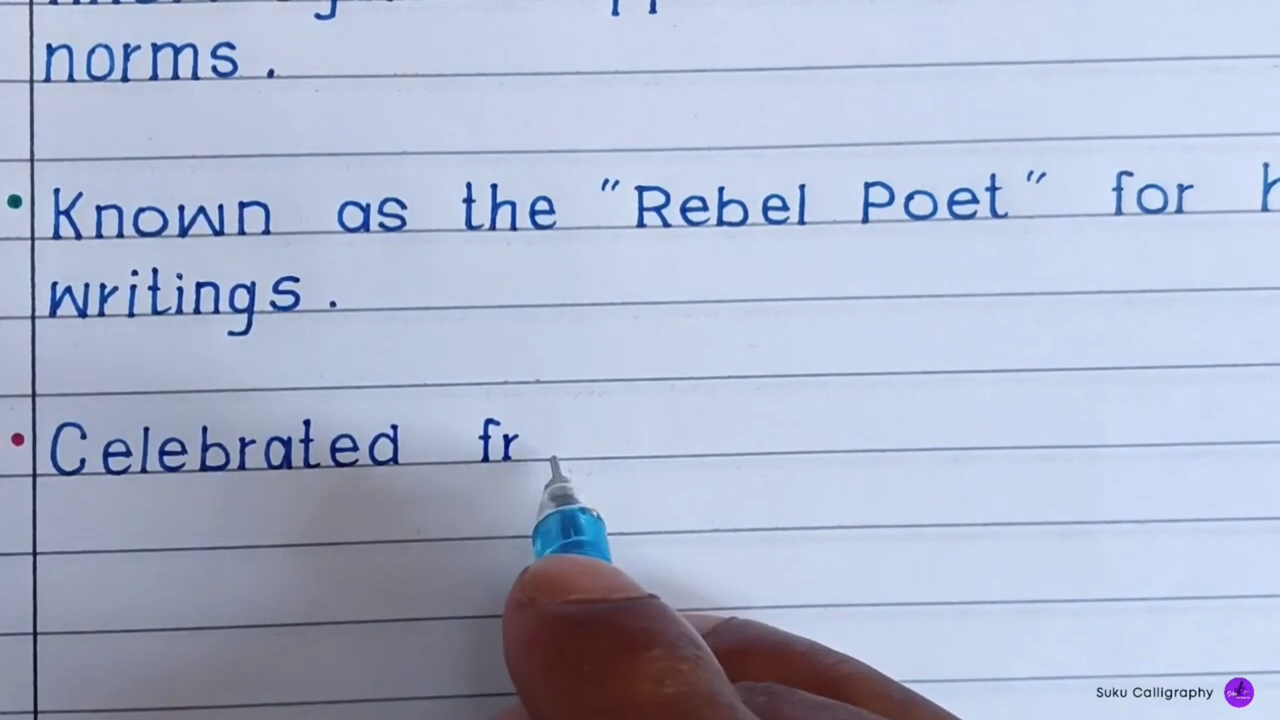 norms.
• Known as the "Rebel Poet" for
writings.
• Celebrated fr
Suku Calligraphy